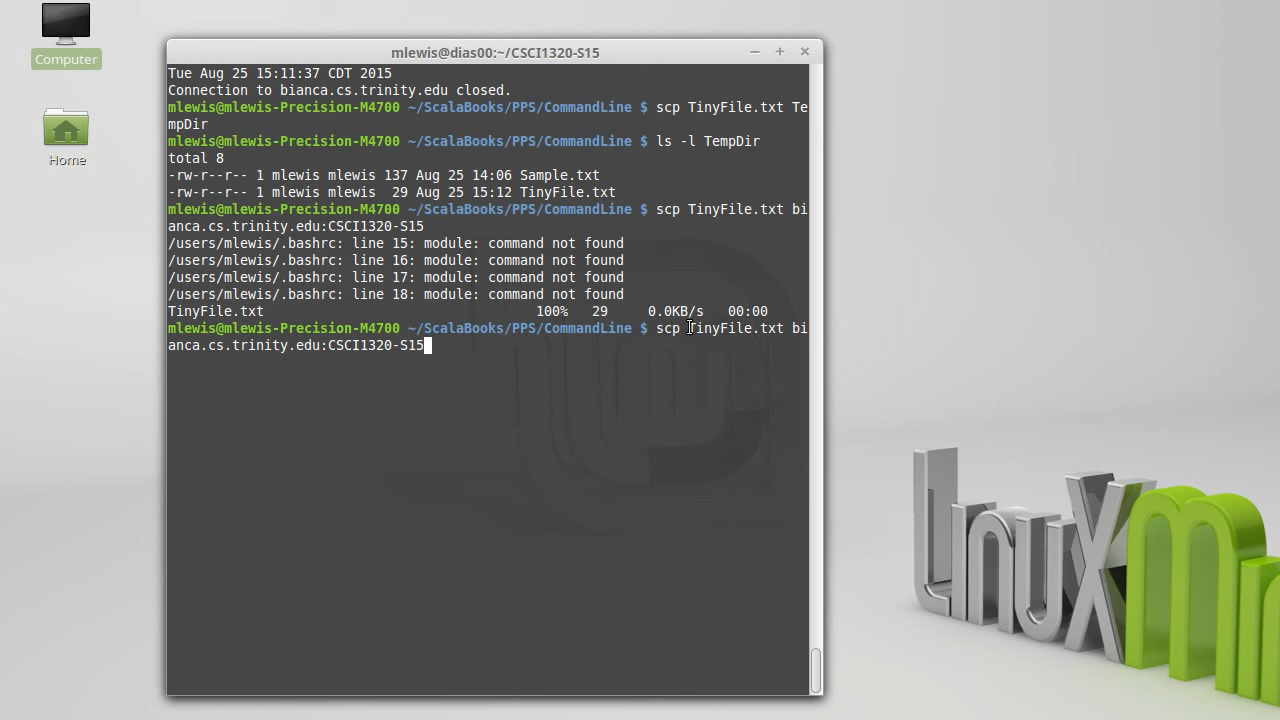 Computer
Home
mlewis@dias00:~/CSCI1320-S15
Tue Aug 25 15:11:37 CDT 2015
Connection to bianca.cs.trinity.edu closed.
mlewis@mlewis-Precision-M4700 ~/ScalaBooks/PPS/CommandLine $ scp TinyFile.txt Te
mpDir
mlewis@mlewis-Precision-M4700 ~/ScalaBooks/PPS/CommandLine $ ls -l TempDir
total 8
-rw-r--r-- 1 mlewis mlewis 137 Aug 25 14:06 Sample.txt
-rw-r--r-- 1 mlewis mlewis  29 Aug 25 15:12 TinyFile.txt
mlewis@mlewis-Precision-M4700 ~/ScalaBooks/PPS/CommandLine $ scp TinyFile.txt bi
anca.cs.trinity.edu:CSCI1320-S15
/users/mlewis/.bashrc: line 15: module: command not found
/users/mlewis/.bashrc: line 16: module: command not found
/users/mlewis/.bashrc: line 17: module: command not found
/users/mlewis/.bashrc: line 18: module: command not found
TinyFile.txt                                  100%   29     0.0KB/s   00:00
mlewis@mlewis-Precision-M4700 ~/ScalaBooks/PPS/CommandLine $ scp TinyFile.txt bi
anca.cs.trinity.edu:CSCI1320-S15
Linux